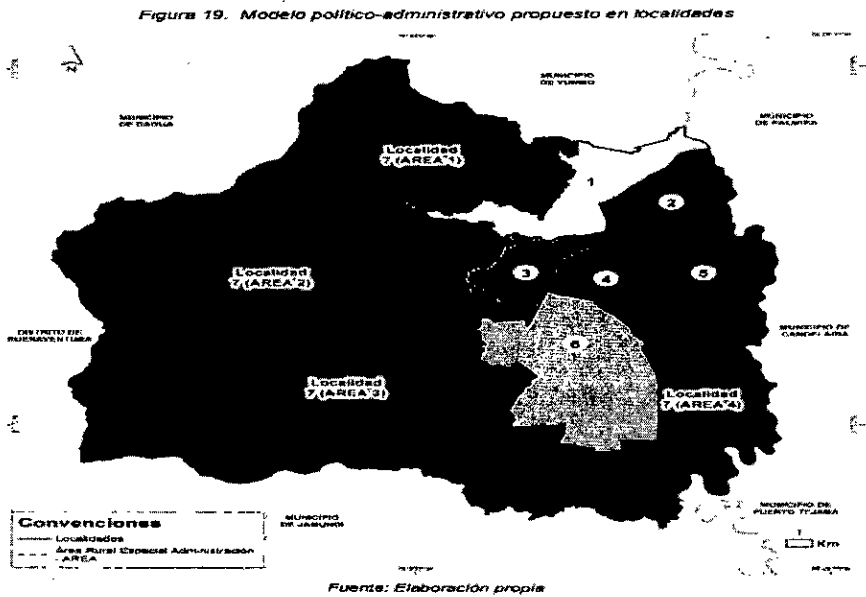 Figura 19. Modelo político-administrativo propuesto en localidades
MUNICIPIO
DE YUMBO
MUNICIPIO
DE DAGUA
MUNICIPIO
DE PALMIRA
Localidad
7 (AREA 1)
1
2
3
4
5
Localidad
7 (AREA 2)
DISTRITO DE
BUENAVENTURA
MUNICIPIO
DE CANDELARIA
6
Localidad
7 (AREA 3)
Localidad
7 (AREA 4)
MUNICIPIO
DE JAMUNDI
MUNICIPIO DE
PUERTO TEJADA
Convenciones
Localidades
Área Rural Especial Administración
- AREA
Km
Fuente: Elaboración propia